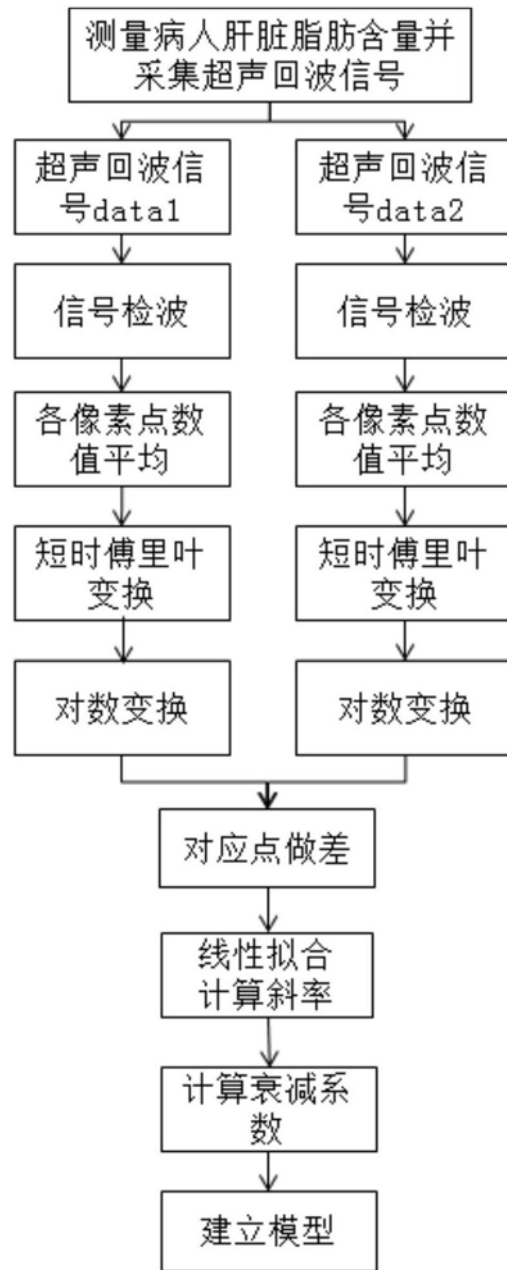 测量病人肝脏脂肪含量并
采集超声回波信号
超声回波信
号data1
超声回波信
号data2
信号检波
信号检波
各像素点数
值平均
各像素点数
值平均
短时傅里叶
变换
短时傅里叶
变换
对数变换
对数变换
对应点做差
线性拟合
计算斜率
计算衰减系
数
建立模型